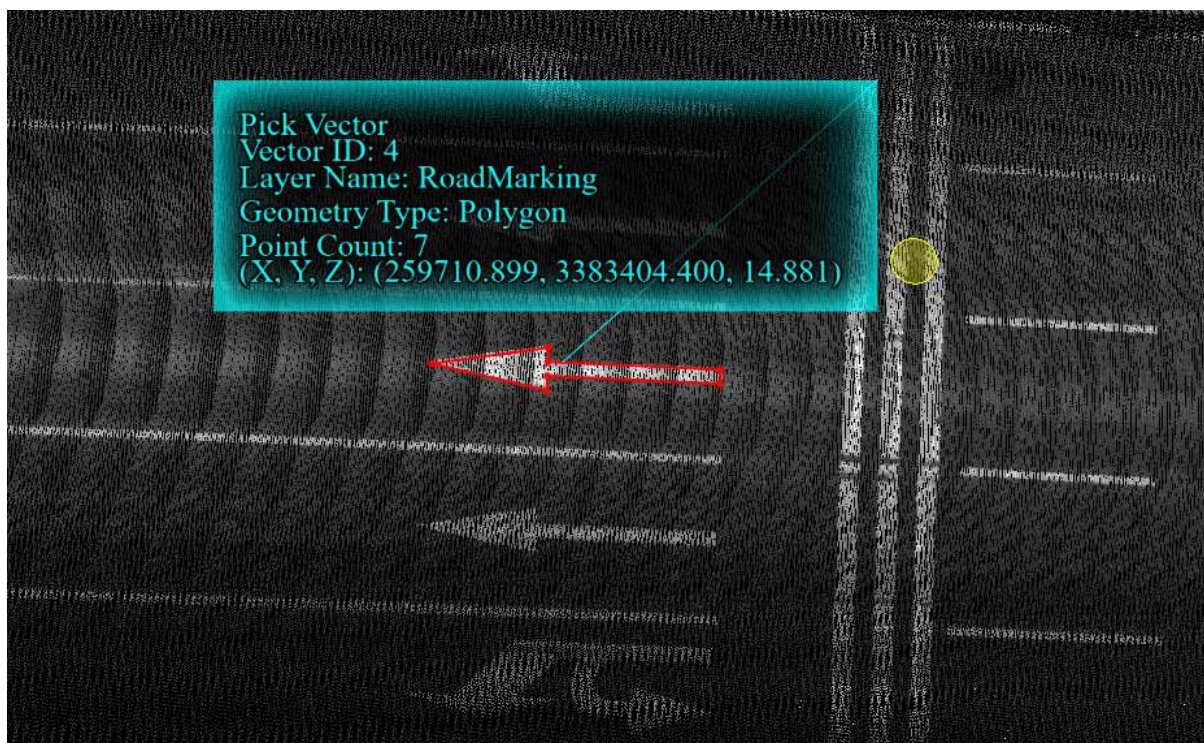 Pick Vector
Vector ID: 4
Layer Name: RoadMarking
Geometry Type: Polygon
Point Count: 7
(X, Y, Z): (259710.899, 3383404.400, 14.881)